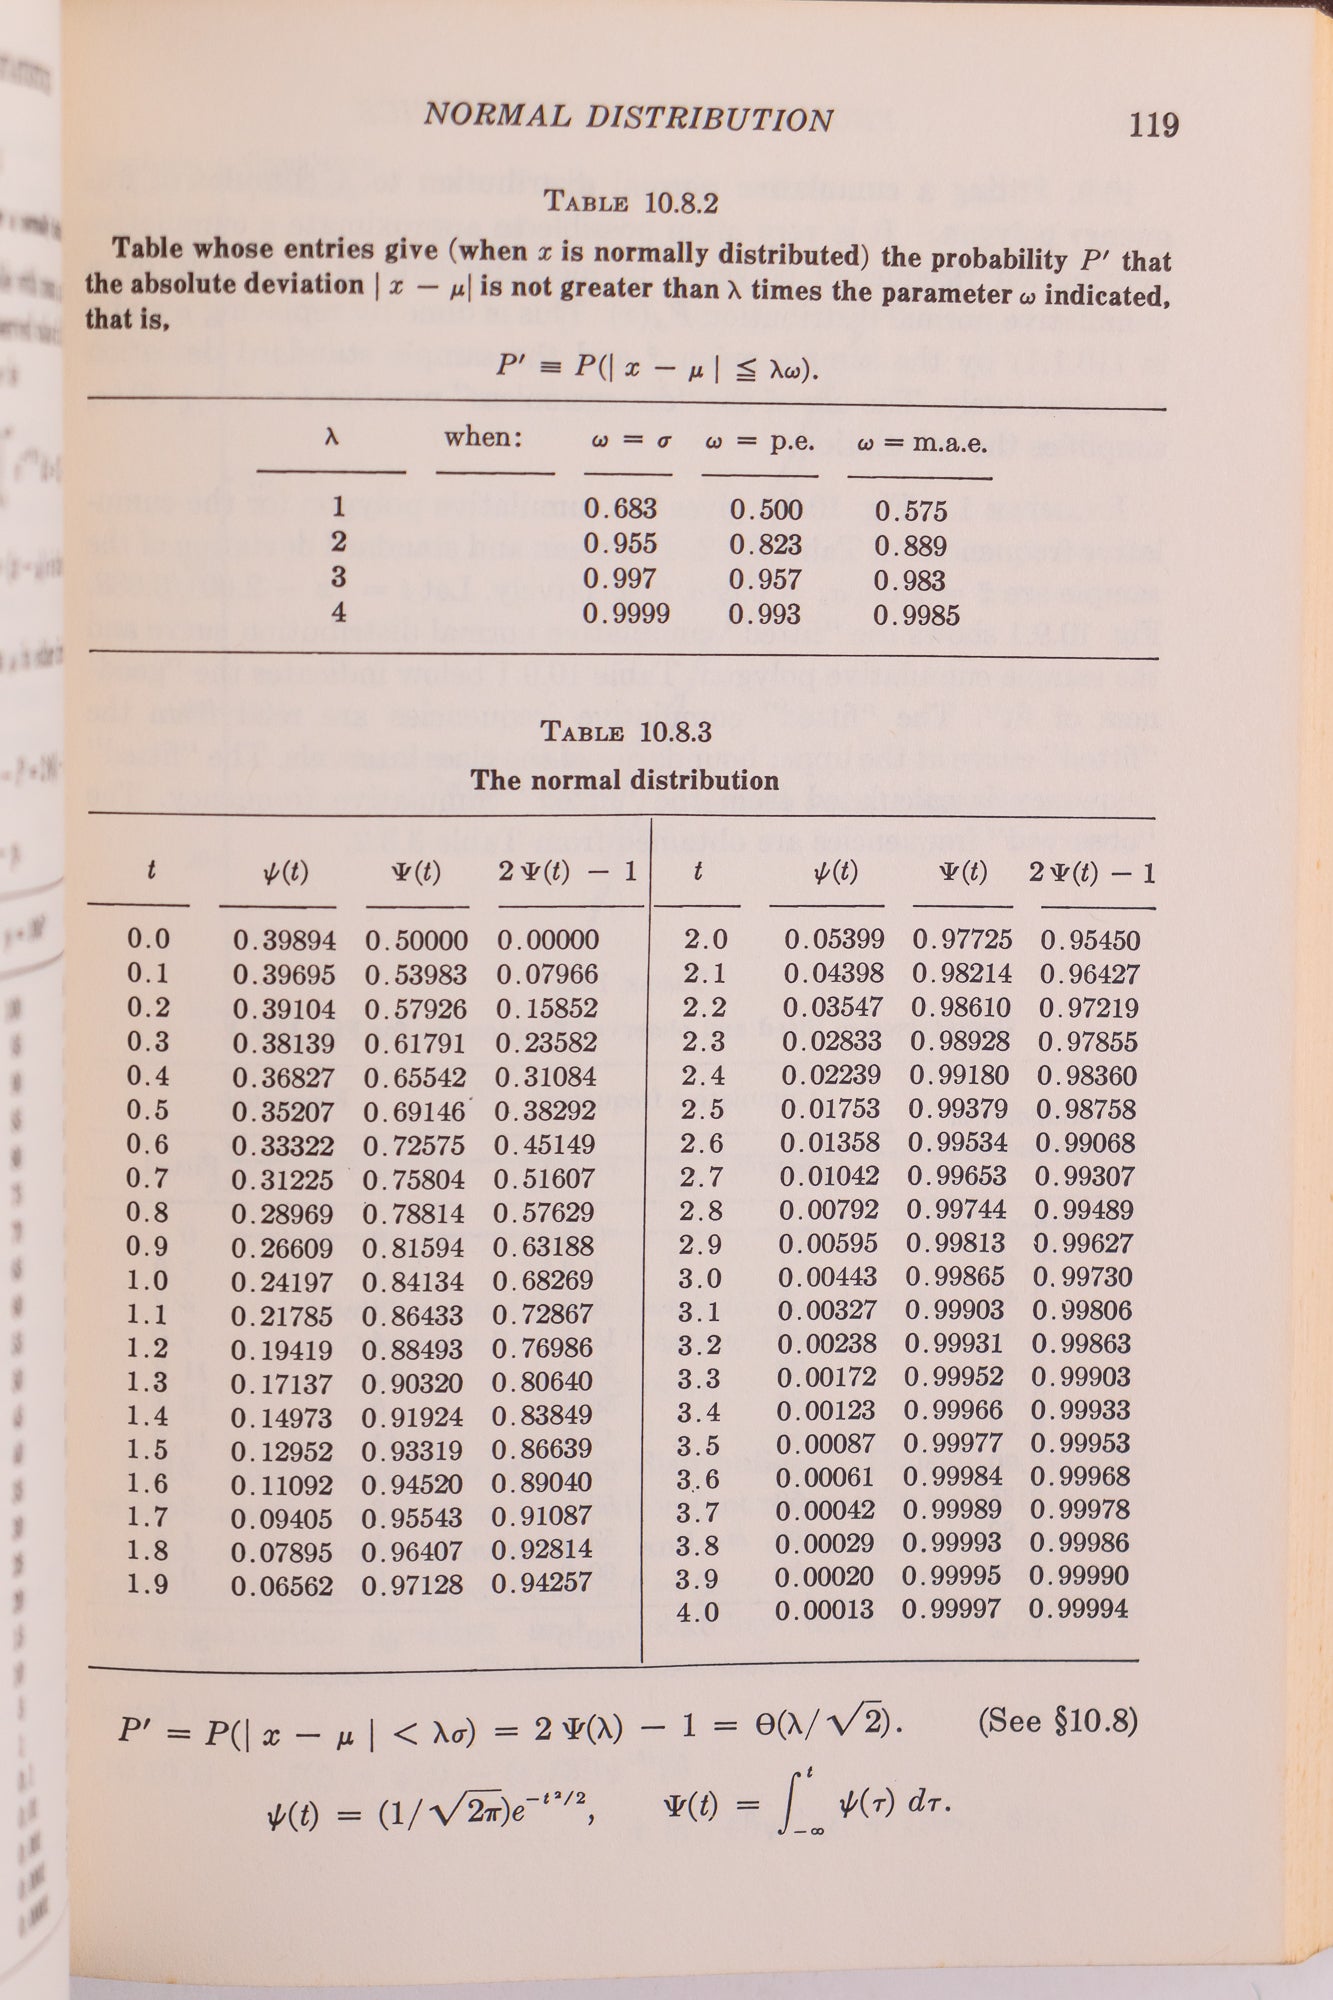 NORMAL DISTRIBUTION 119
TABLE 10.8.2
Table whose entries give (when x is normally distributed) the probability P′ that
the absolute deviation | x − μ| is not greater than λ times the parameter ω indicated,
that is,
P′ ≡ P(| x − μ | ≦ λω).
λ when: ω = σ ω = p.e. ω = m.a.e.
1 0.683 0.500 0.575
2 0.955 0.823 0.889
3 0.997 0.957 0.983
4 0.9999 0.993 0.9985
TABLE 10.8.3
The normal distribution
t ψ(t) Ψ(t) 2 Ψ(t) − 1 t ψ(t) Ψ(t) 2 Ψ(t) − 1
0.0 0.39894 0.50000 0.00000 2.0 0.05399 0.97725 0.95450
0.1 0.39695 0.53983 0.07966 2.1 0.04398 0.98214 0.96427
0.2 0.39104 0.57926 0.15852 2.2 0.03547 0.98610 0.97219
0.3 0.38139 0.61791 0.23582 2.3 0.02833 0.98928 0.97855
0.4 0.36827 0.65542 0.31084 2.4 0.02239 0.99180 0.98360
0.5 0.35207 0.69146 0.38292 2.5 0.01753 0.99379 0.98758
0.6 0.33322 0.72575 0.45149 2.6 0.01358 0.99534 0.99068
0.7 0.31225 0.75804 0.51607 2.7 0.01042 0.99653 0.99307
0.8 0.28969 0.78814 0.57629 2.8 0.00792 0.99744 0.99489
0.9 0.26609 0.81594 0.63188 2.9 0.00595 0.99813 0.99627
1.0 0.24197 0.84134 0.68269 3.0 0.00443 0.99865 0.99730
1.1 0.21785 0.86433 0.72867 3.1 0.00327 0.99903 0.99806
1.2 0.19419 0.88493 0.76986 3.2 0.00238 0.99931 0.99863
1.3 0.17137 0.90320 0.80640 3.3 0.00172 0.99952 0.99903
1.4 0.14973 0.91924 0.83849 3.4 0.00123 0.99966 0.99933
1.5 0.12952 0.93319 0.86639 3.5 0.00087 0.99977 0.99953
1.6 0.11092 0.94520 0.89040 3.6 0.00061 0.99984 0.99968
1.7 0.09405 0.95543 0.91087 3.7 0.00042 0.99989 0.99978
1.8 0.07895 0.96407 0.92814 3.8 0.00029 0.99993 0.99986
1.9 0.06562 0.97128 0.94257 3.9 0.00020 0.99995 0.99990
4.0 0.00013 0.99997 0.99994
P′ = P(| x − μ | < λσ) = 2 Ψ(λ) − 1 = Θ(λ/√2). (See §10.8)
ψ(t) = (1/√2π)e^{−t²/2}, Ψ(t) = ∫_{−∞}^{t} ψ(τ) dτ.